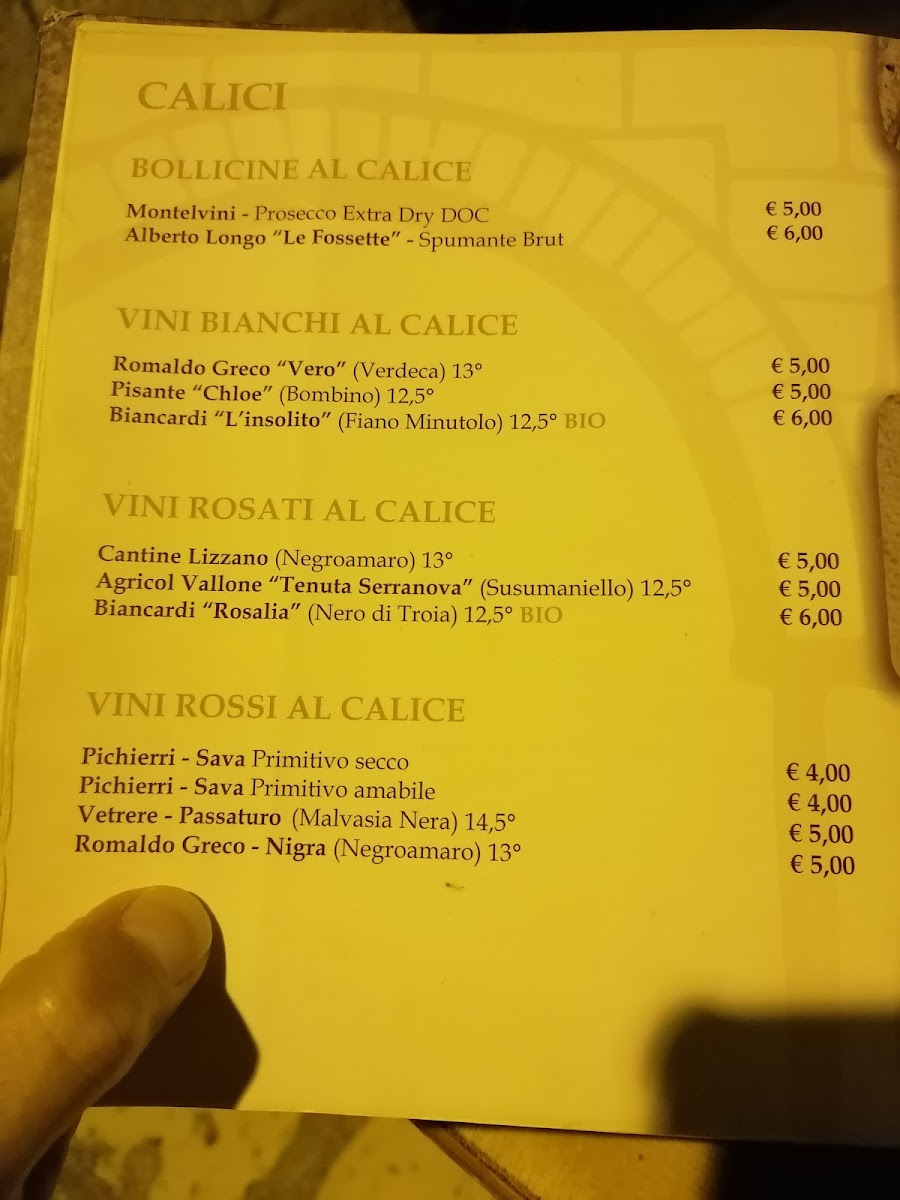 CALICI
BOLLICINE AL CALICE
Montelvini - Prosecco Extra Dry DOC € 5,00
Alberto Longo “Le Fossette” - Spumante Brut € 6,00
VINI BIANCHI AL CALICE
Romaldo Greco “Vero” (Verdeca) 13° € 5,00
Pisante “Chloe” (Bombino) 12,5° € 5,00
Biancardi “L’insolito” (Fiano Minutolo) 12,5° BIO € 6,00
VINI ROSATI AL CALICE
Cantine Lizzano (Negroamaro) 13° € 5,00
Agricol Vallone “Tenuta Serranova” (Susumaniello) 12,5° € 5,00
Biancardi “Rosalia” (Nero di Troia) 12,5° BIO € 6,00
VINI ROSSI AL CALICE
Pichierri - Sava Primitivo secco € 4,00
Pichierri - Sava Primitivo amabile € 4,00
Vetrere - Passaturo (Malvasia Nera) 14,5° € 5,00
Romaldo Greco - Nigra (Negroamaro) 13° € 5,00